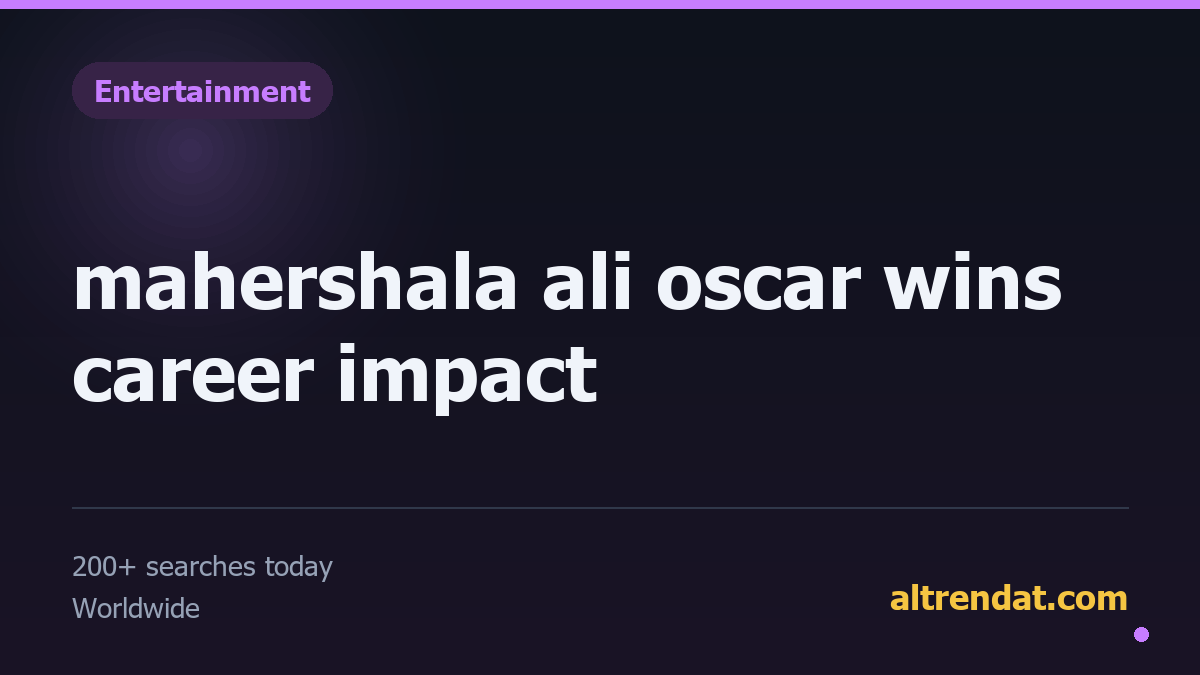 Entertainment
mahershala ali oscar wins
career impact
200+ searches today
Worldwide
altrendat.com